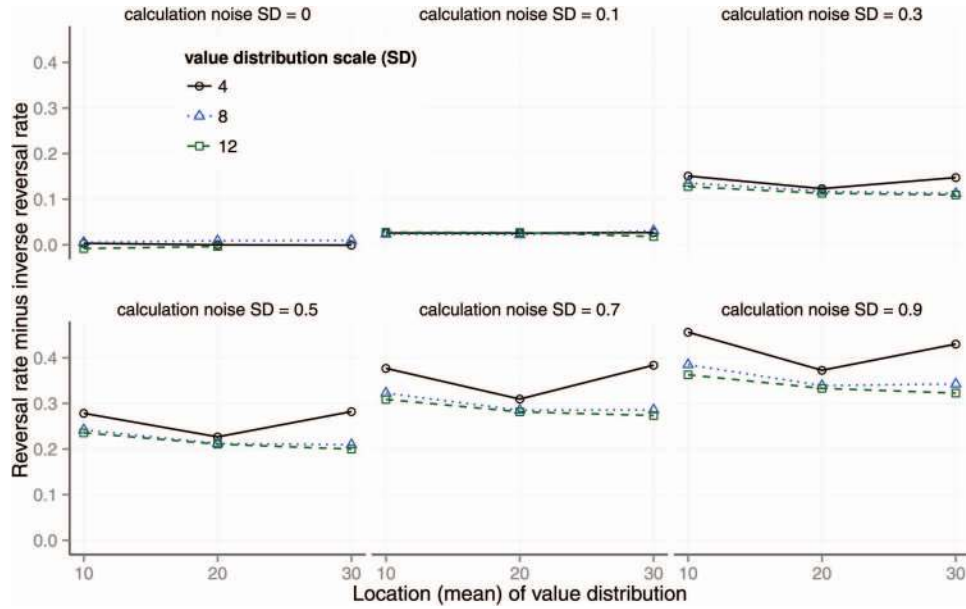 calculation noise SD = 0
calculation noise SD = 0.1
calculation noise SD = 0.3
value distribution scale (SD)
4
8
12
0.4
0.3
0.2
0.1
0.0
Reversal rate minus inverse reversal rate
calculation noise SD = 0.5
calculation noise SD = 0.7
calculation noise SD = 0.9
0.4
0.3
0.2
0.1
0.0
10 20 30 10 20 30 10 20 30
Location (mean) of value distribution